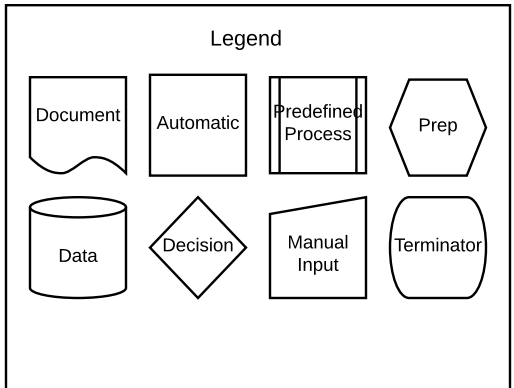 Legend
Document
Automatic
Predefined
Process
Prep
Data
Decision
Manual
Input
Terminator